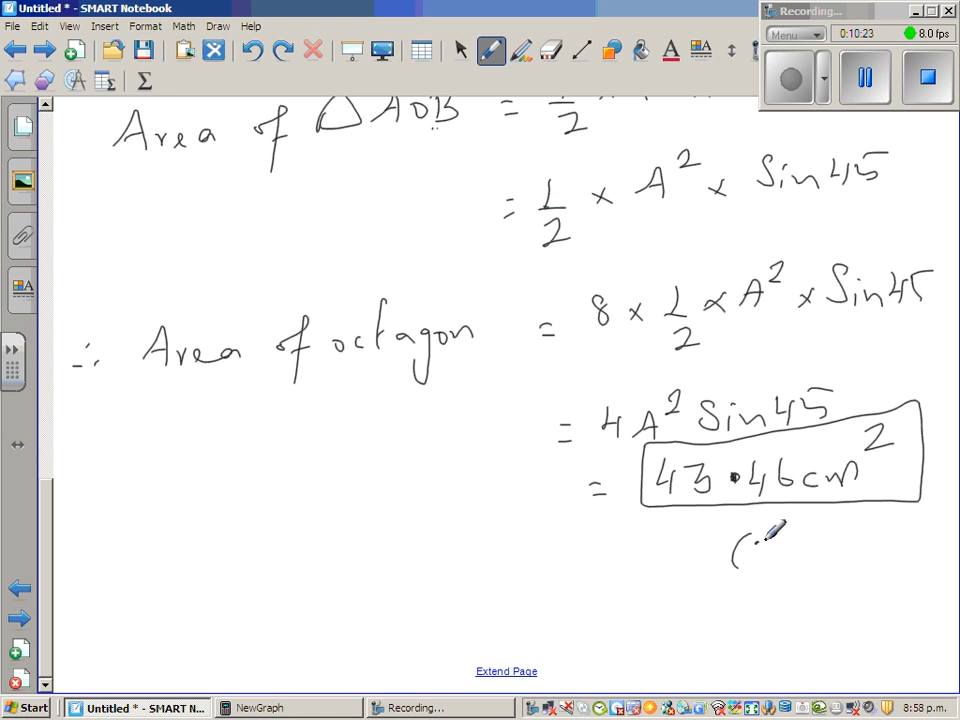 Untitled * - SMART Notebook
Recording...
File Edit View Insert Format Math Draw Help
Menu 0:10:23 8.0 fps
Area of △ AOB = 1/2 ×
= 1/2 × A² × Sin45
∴ Area of octagon = 8 × 1/2 × A² × Sin45
= 4A² Sin45
= 43.46cm²
(
Extend Page
Start Untitled * - SMART N... NewGraph Recording... 8:58 p.m.